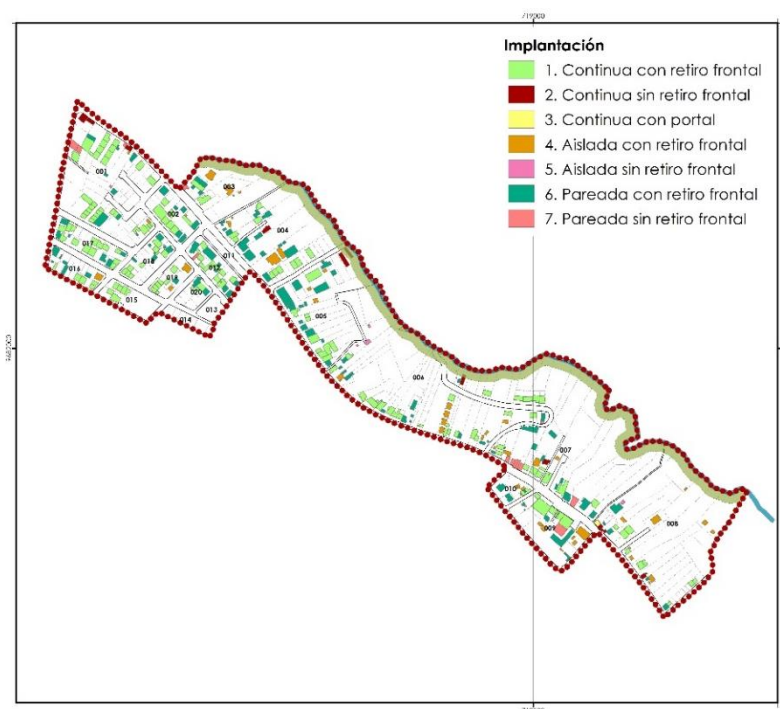 719000
Implantación
1. Continua con retiro frontal
2. Continua sin retiro frontal
3. Continua con portal
4. Aislada con retiro frontal
5. Aislada sin retiro frontal
6. Pareada con retiro frontal
7. Pareada sin retiro frontal
001
003
002
004
017
011
018
012
016
019
020
015
013
005
014
006
007
010
008
009